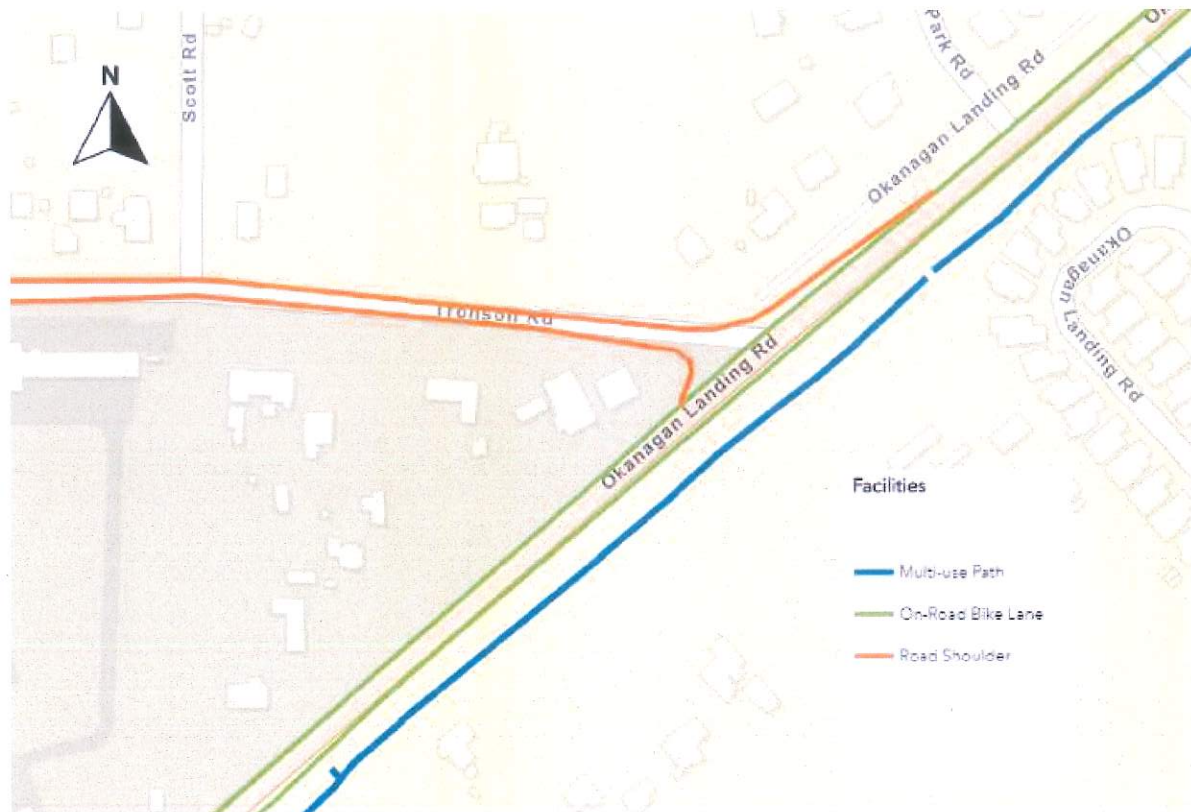 N
Scott Rd
Park Rd
Okanagan Landing Rd
Okanagan Landing Rd
Tronson Rd
Okanagan Landing Rd
Facilities
Multi-use Path
On-Road Bike Lane
Road Shoulder